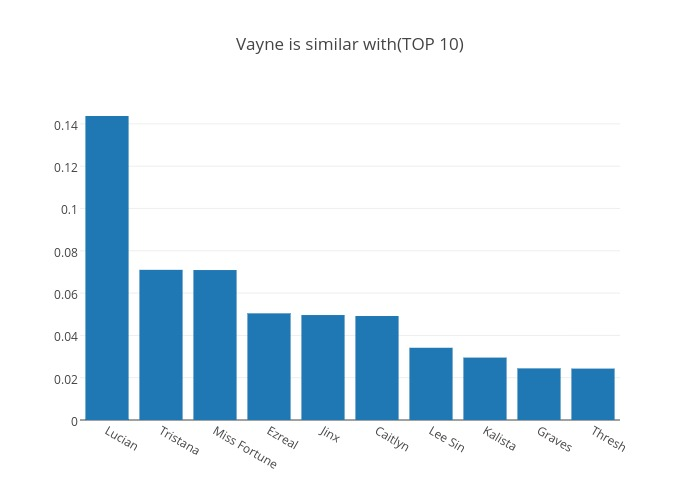 Vayne is similar with(TOP 10)
0.14
0.12
0.1
0.08
0.06
0.04
0.02
0
Lucian
Tristana
Miss Fortune
Ezreal
Jinx
Caitlyn
Lee Sin
Kalista
Graves
Thresh